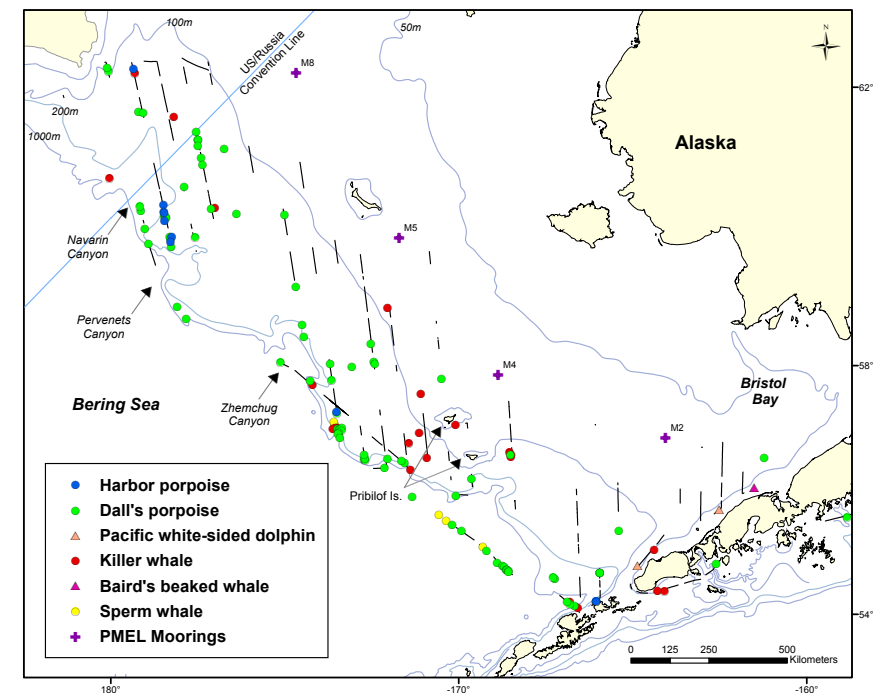 100m
50m
N
US/Russia
Convention Line
M8
62°
200m
1000m
Alaska
Navarin
Canyon
M5
Pervenets
Canyon
M4
58°
Bristol
Bay
Bering Sea
Zhemchug
Canyon
M2
Pribilof Is.
Harbor porpoise
Dall's porpoise
Pacific white-sided dolphin
Killer whale
Baird's beaked whale
Sperm whale
PMEL Moorings
54°
0 125 250 500
Kilometers
180°
-170°
-160°